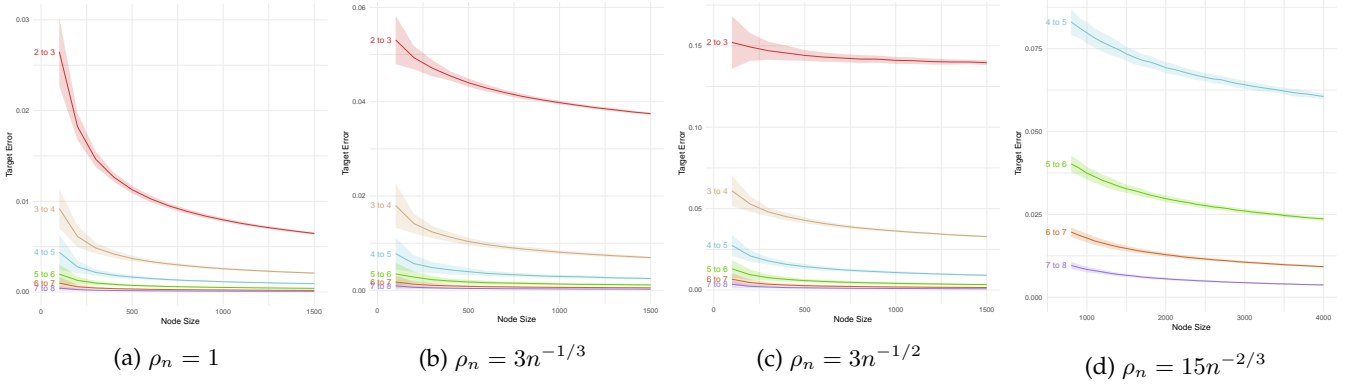 0.03
0.02
0.01
0.00
Target Error
2 to 3
3 to 4
4 to 5
5 to 6
6 to 7
7 to 8
0
500
1000
1500
Node Size
(a) ρₙ = 1
0.06
0.04
0.02
0.00
Target Error
2 to 3
3 to 4
4 to 5
5 to 6
6 to 7
7 to 8
0
500
1000
1500
Node Size
(b) ρₙ = 3n^{-1/3}
0.15
0.10
0.05
0.00
Target Error
2 to 3
3 to 4
4 to 5
5 to 6
6 to 7
7 to 8
0
500
1000
1500
Node Size
(c) ρₙ = 3n^{-1/2}
0.075
0.050
0.025
0.000
Target Error
4 to 5
5 to 6
6 to 7
7 to 8
1000
2000
3000
4000
Node Size
(d) ρₙ = 15n^{-2/3}